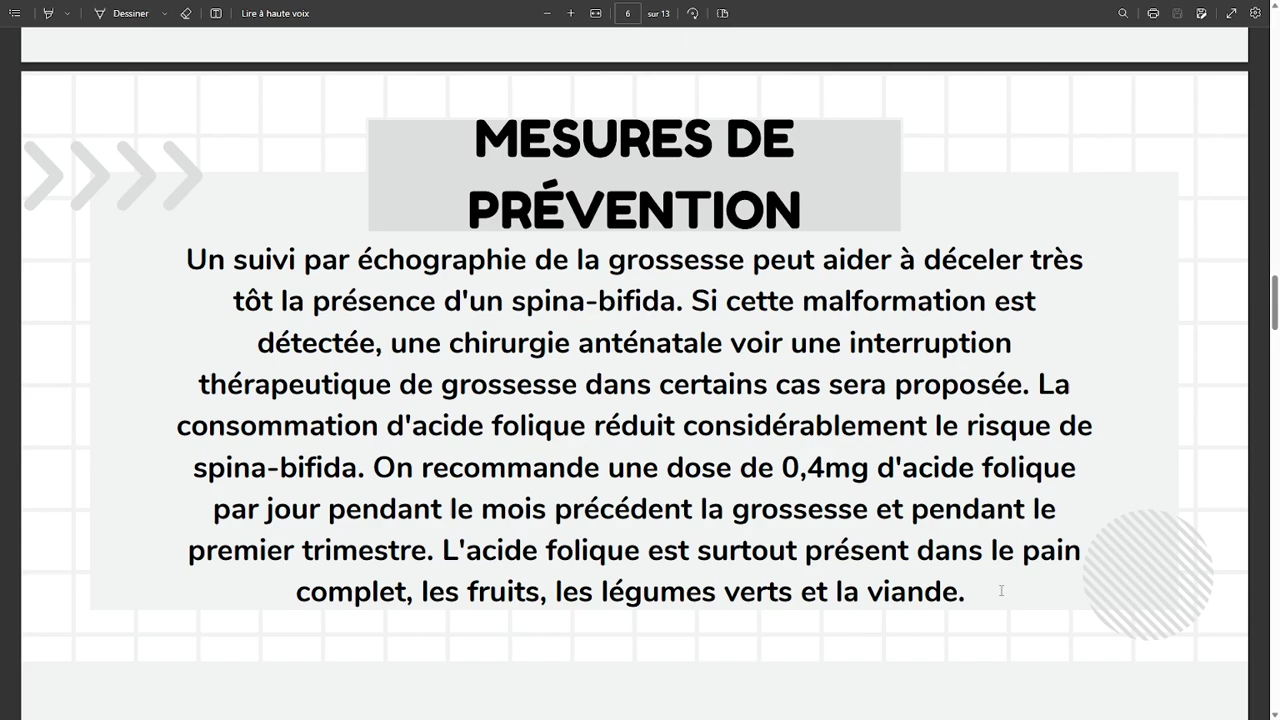 Dessiner
Lire à haute voix
6
sur 13
MESURES DE
PRÉVENTION
Un suivi par échographie de la grossesse peut aider à déceler très
tôt la présence d'un spina-bifida. Si cette malformation est
détectée, une chirurgie anténatale voir une interruption
thérapeutique de grossesse dans certains cas sera proposée. La
consommation d'acide folique réduit considérablement le risque de
spina-bifida. On recommande une dose de 0,4mg d'acide folique
par jour pendant le mois précédent la grossesse et pendant le
premier trimestre. L'acide folique est surtout présent dans le pain
complet, les fruits, les légumes verts et la viande.